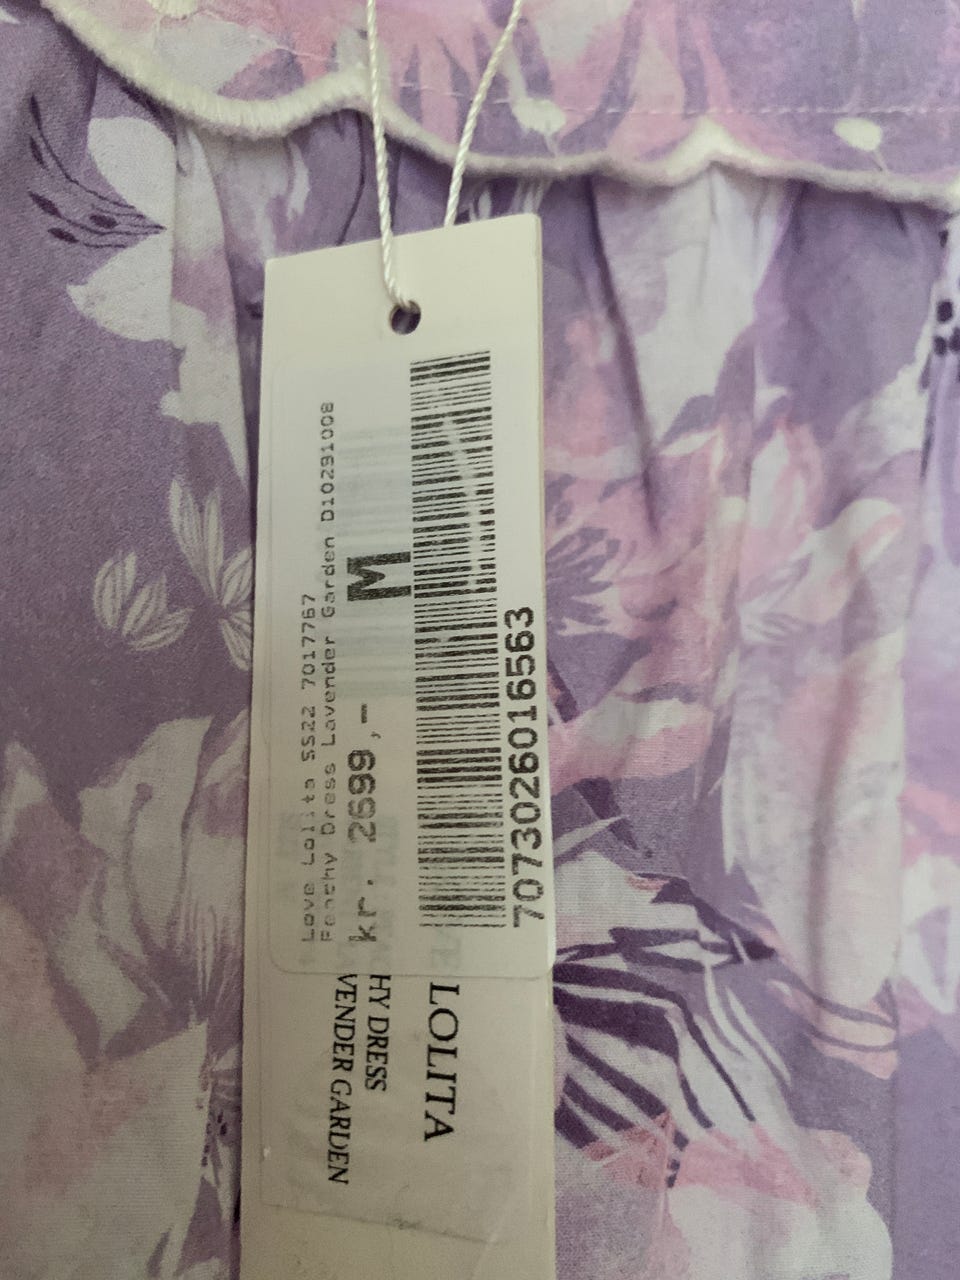 Love Lolita SS22 7017767
Peachy Dress Lavender Garden D10291008
kr. 2699,- M
7073026016563
LOLITA
HY DRESS
VENDER GARDEN